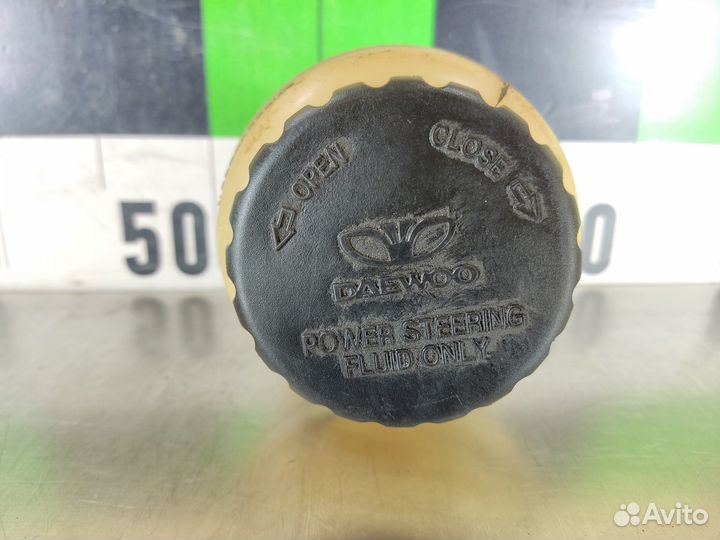 OPEN
CLOSE
50
0
DAEWOO
POWER STEERING
FLUID ONLY
Avito